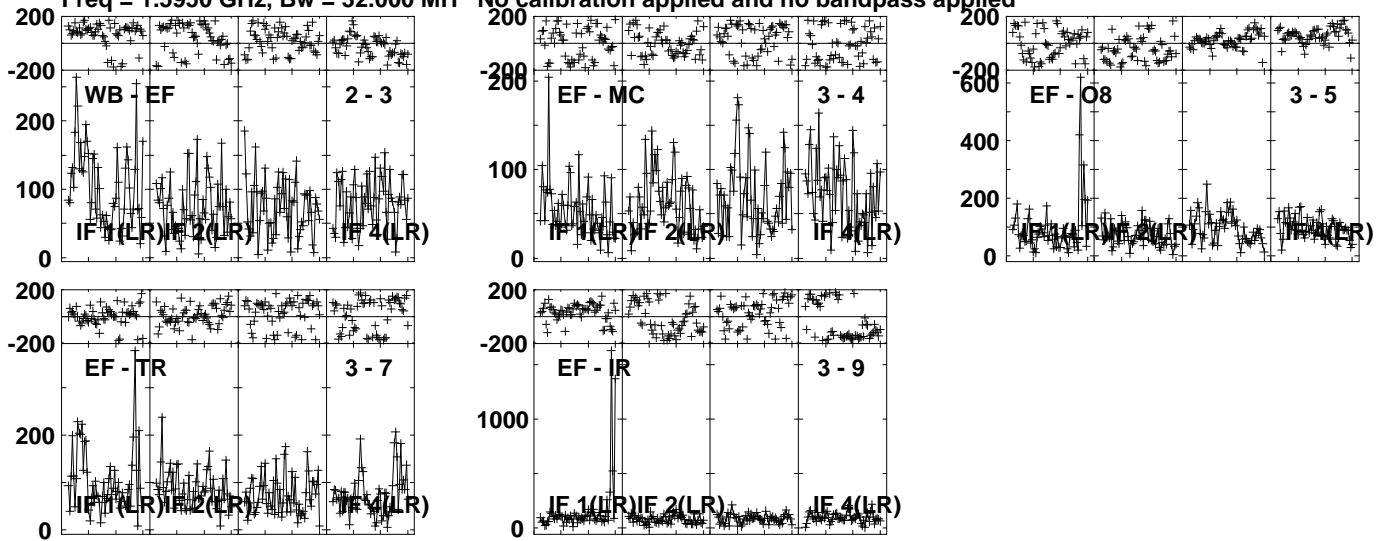 Freq = 1.5950 GHz, Bw = 32.000 MH No calibration applied and no bandpass applied
200
-200
WB - EF 2 - 3
200
100
0
IF 1(LR) IF 2(LR) IF 4(LR)
200
-200
200
EF - MC 3 - 4
100
0
IF 1(LR) IF 2(LR) IF 4(LR)
200
-200
600
EF - O8 3 - 5
400
200
0
IF 1(LR) IF 2(LR) IF 4(LR)
200
-200
EF - TR 3 - 7
200
0
IF 1(LR) IF 2(LR) IF 4(LR)
200
-200
EF - IR 3 - 9
1000
0
IF 1(LR) IF 2(LR) IF 4(LR)